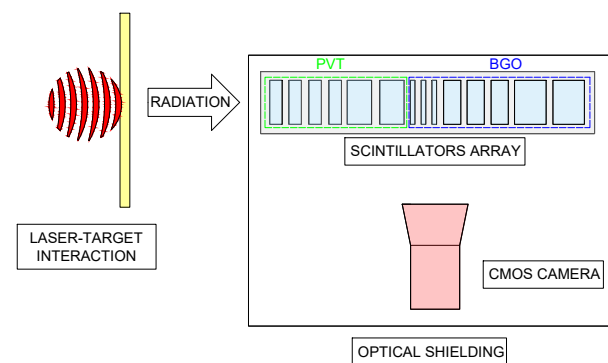 PVT
BGO
RADIATION
SCINTILLATORS ARRAY
LASER-TARGET
INTERACTION
CMOS CAMERA
OPTICAL SHIELDING